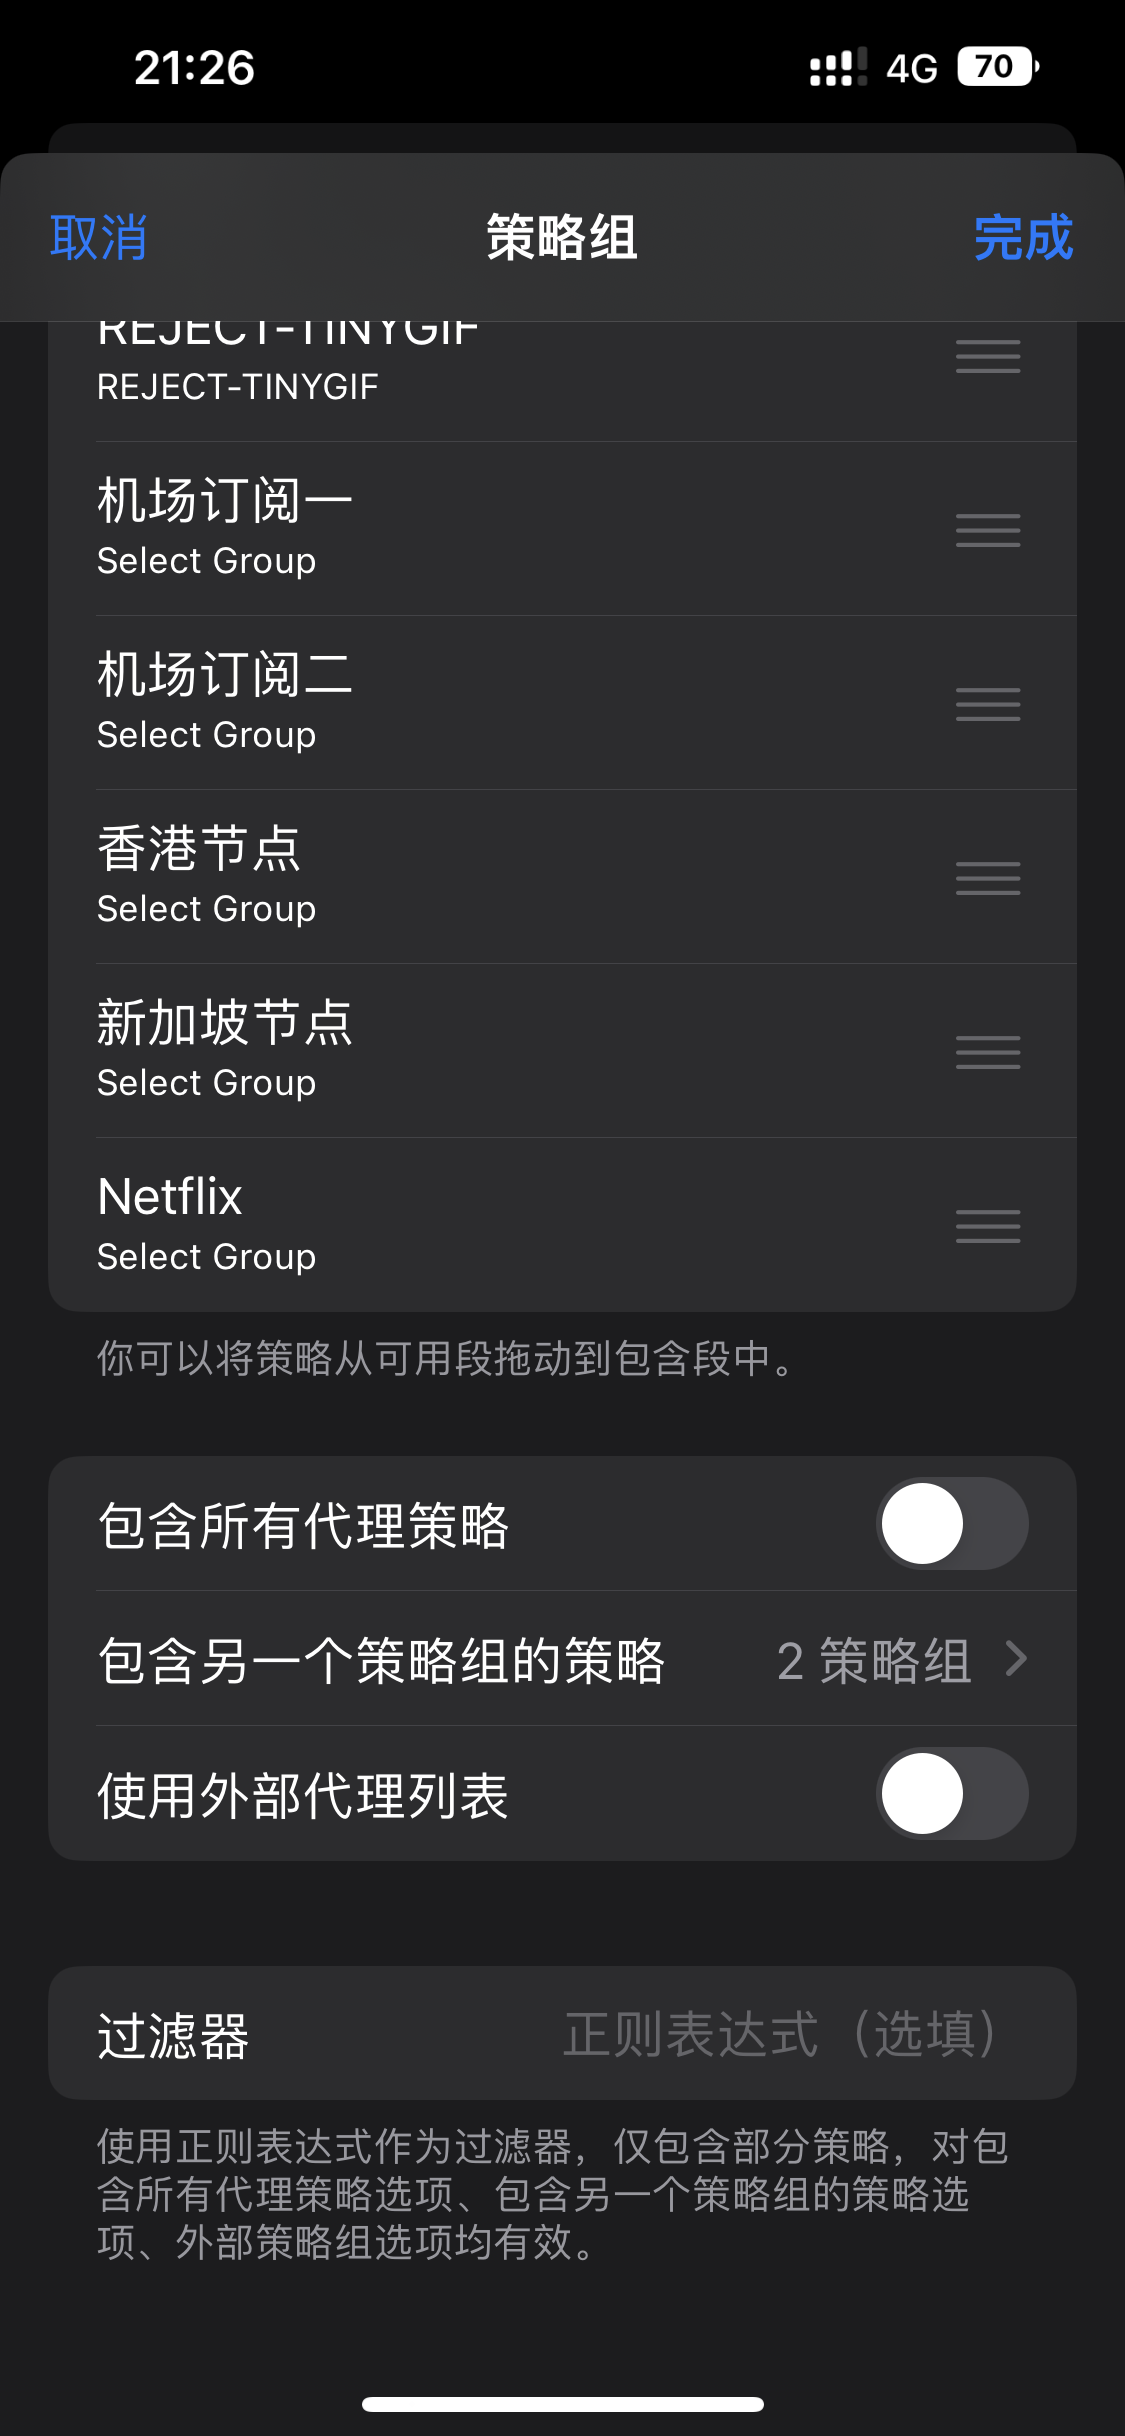 21:26
4G 70
取消 策略组 完成
REJECT-TINYGIF
REJECT-TINYGIF
机场订阅一
Select Group
机场订阅二
Select Group
香港节点
Select Group
新加坡节点
Select Group
Netflix
Select Group
你可以将策略从可用段拖动到包含段中。
包含所有代理策略
包含另一个策略组的策略 2 策略组
使用外部代理列表
过滤器 正则表达式（选填）
使用正则表达式作为过滤器，仅包含部分策略，对包
含所有代理策略选项、包含另一个策略组的策略选
项、外部策略组选项均有效。